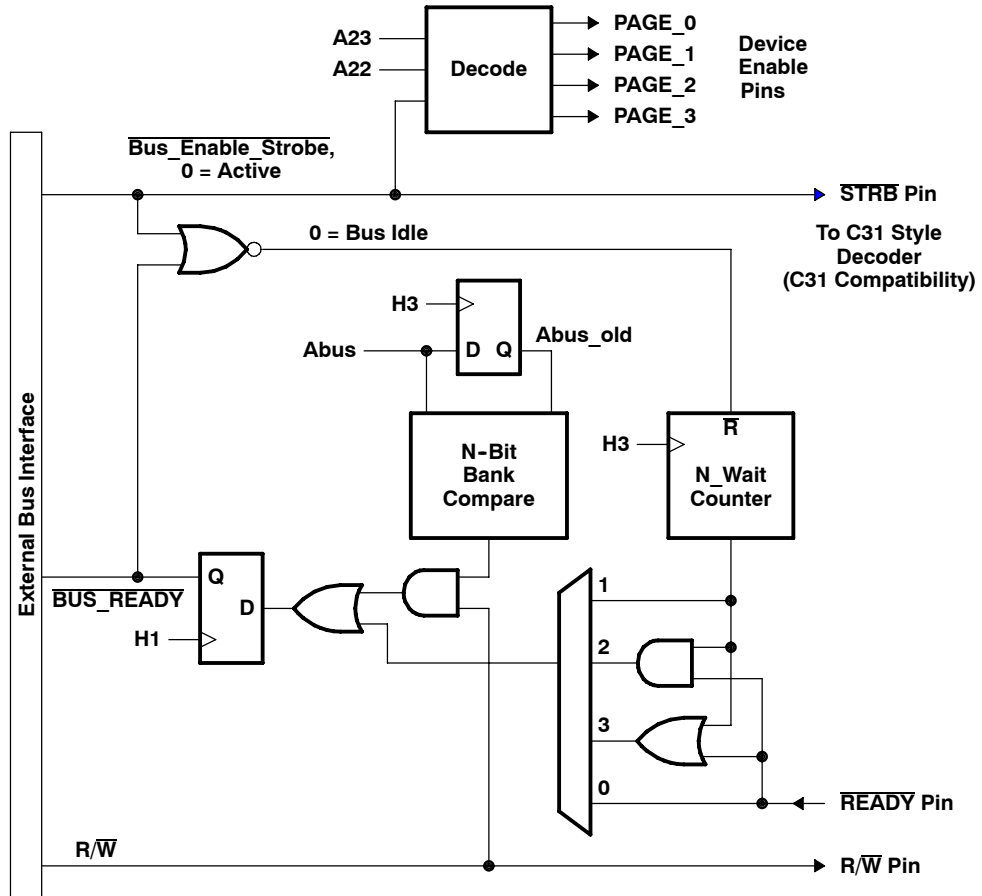 PAGE_0
A23
PAGE_1
Device
Enable
Pins
A22
Decode
PAGE_2
PAGE_3
Bus_Enable_Strobe,
0 = Active
STRB Pin
0 = Bus Idle
To C31 Style
Decoder
(C31 Compatibility)
H3
Abus
D Q
Abus_old
External Bus Interface
R
H3
N-Bit
Bank
Compare
N_Wait
Counter
Q
BUS_READY
D
H1
1
2
3
0
READY Pin
R/W
R/W Pin